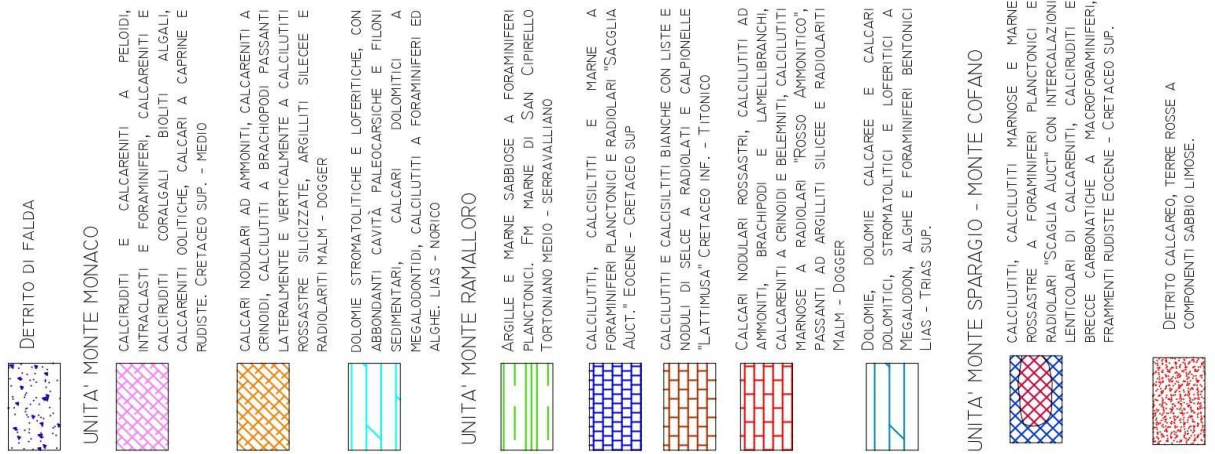 DETRITO DI FALDA
UNITA' MONTE MONACO
CALCIRUDITI E CALCARENITI A PELOIDI,
INTRACLASTI E FORAMINIFERI, CALCARENITI E
CALCILUTITI CORALGALI BIOLITI ALGALI,
CALCARENITI OOLITICHE, CALCARI A CAPRINE E
RUDISTE. CRETACEO SUP. - MEDIO
CALCARI NODULARI AD AMMONITI, CALCARENITI A
CRINOIDI, CALCILUTITI A BRACHIOPODI PASSANTI
LATERALMENTE E VERTICALMENTE A CALCILUTITI
ROSSASTRE SILICIZZATE, ARGILLITI SILECEE E
RADIOLARITI MALM - DOGGER
DOLOMIE STROMATOLITICHE E LOFERITICHE, CON
ABBONDANTI CAVITÀ PALEOCARSICHE E FILONI
SEDIMENTARI, CALCARI DOLOMITICI A
MEGALODONTIDI, CALCILUTITI A FORAMINIFERI ED
ALGHE. LIAS - NORICO
UNITA' MONTE RAMALLORO
ARGILLE E MARNE SABBIOSE A FORAMINIFERI
PLANCTONICI. FM MARNE DI SAN CIPIRELLO
TORTONIANO MEDIO - SERRAVALLIANO
CALCILUTITI, CALCISILTITI E MARNE A
FORAMINIFERI PLANCTONICI E RADIOLARI "SACGLIA
AUCT." EOCENE - CRETACEO SUP
CALCILUTITI E CALCISILTITI BIANCHE CON LISTE E
NODULI DI SELCE A RADIOLATI E CALPIONELLE
"LATTIMUSA" CRETACEO INF. - TITONICO
CALCARI NODULARI ROSSASTRI, CALCILUTITI AD
AMMONITI, BRACHIPODI E LAMELLIBRANCHI,
CALCARENITI A CRINOIDI E BELEMNITI, CALCILUTITI
MARNOSE A RADIOLARI "ROSSO AMMONITICO",
PASSANTI AD ARGILLITI SILICEE E RADIOLARITI
MALM - DOGGER
DOLOMIE, DOLOMIE CALCAREE E CALCARI
DOLOMITICI, A STROMATOLITI E LOFERITICI A
MEGALODON, ALGHE E FORAMINIFERI BENTONICI
LIAS - TRIAS SUP.
UNITA' MONTE SPARAGIO - MONTE COFANO
CALCILUTITI, CALCILUTITI MARNOSE E MARNE
ROSSASTRE A FORAMINIFERI PLANCTONICI E
RADIOLARI "SCAGLIA AUCT" CON INTERCALAZIONI
LENTICOLARI DI CALCARENITI, CALCIRUDITI E
BRECCE CARBONATICHE A MACROFORAMINIFERI,
FRAMMENTI RUDISTE EOCENE - CRETACEO SUP.
DETRITO CALCAREO, TERRE ROSSE A
COMPONENTI SABBIO LIMOSE.